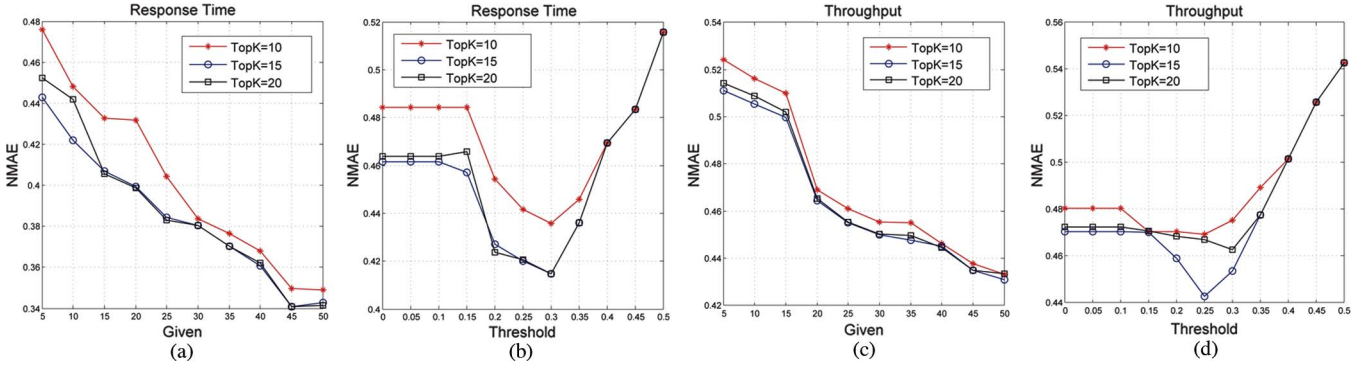 Response Time
0.48
0.46
0.44
0.42
0.4
0.38
0.36
0.34
NMAE
TopK=10
TopK=15
TopK=20
5 10 15 20 25 30 35 40 45 50
Given
(a)
Response Time
0.52
0.5
0.48
0.46
0.44
0.42
0.4
NMAE
TopK=10
TopK=15
TopK=20
0 0.05 0.1 0.15 0.2 0.25 0.3 0.35 0.4 0.45 0.5
Threshold
(b)
Throughput
0.54
0.52
0.5
0.48
0.46
0.44
0.42
NMAE
TopK=10
TopK=15
TopK=20
5 10 15 20 25 30 35 40 45 50
Given
(c)
Throughput
0.56
0.54
0.52
0.5
0.48
0.46
0.44
NMAE
TopK=10
TopK=15
TopK=20
0 0.05 0.1 0.15 0.2 0.25 0.3 0.35 0.4 0.45 0.5
Threshold
(d)